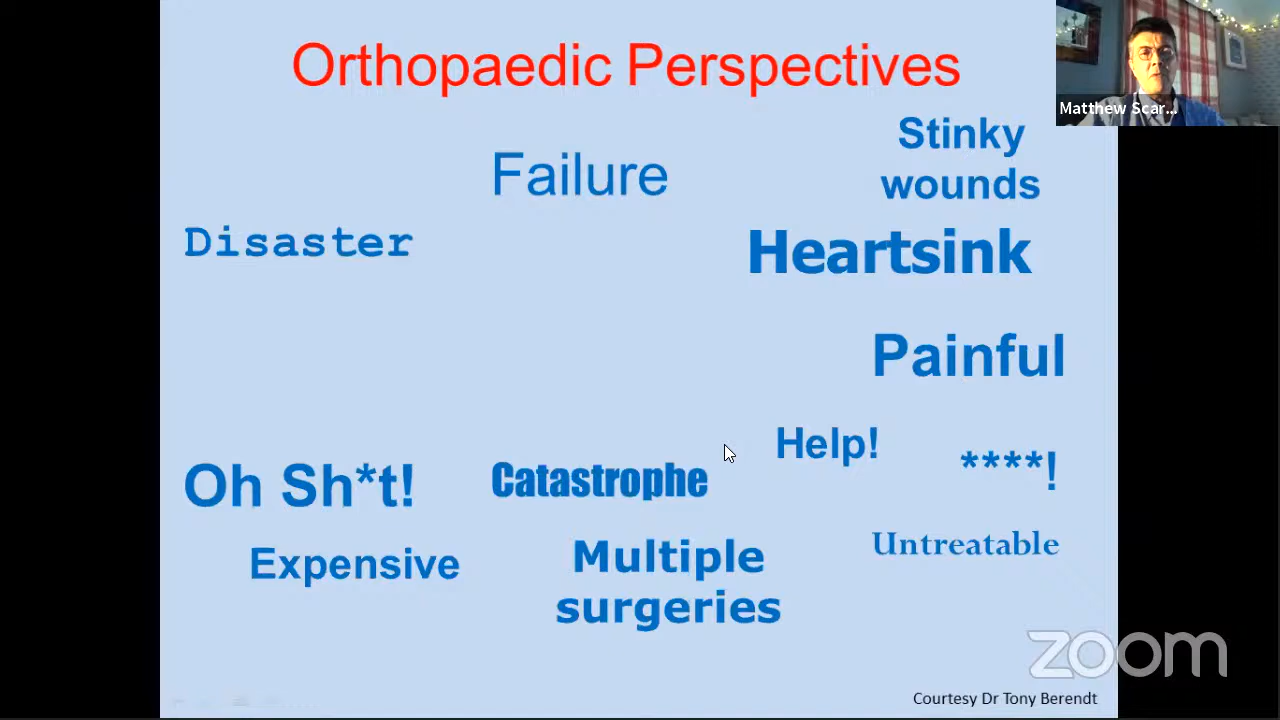 Orthopaedic Perspectives
Matthew Scar...
Stinky
wounds
Failure
Disaster
Heartsink
Painful
Help!
****!
Oh Sh*t!
Catastrophe
Untreatable
Expensive
Multiple
surgeries
zoom
Courtesy Dr Tony Berendt